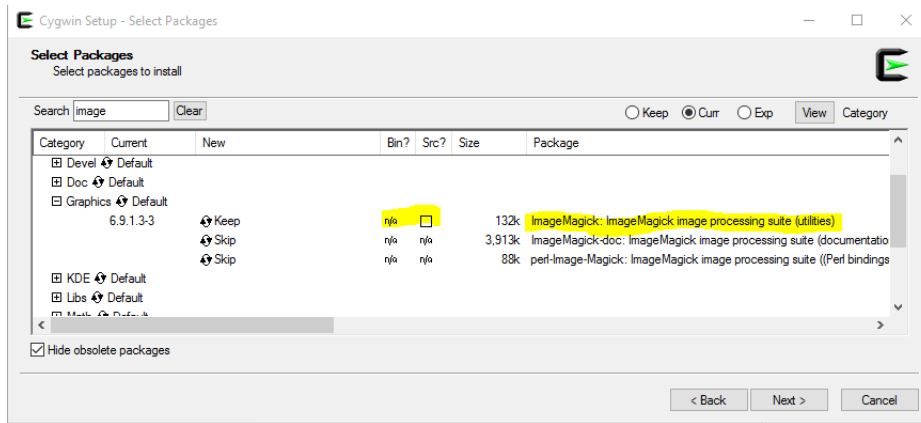 Cygwin Setup - Select Packages
Select Packages
Select packages to install
Search image Clear Keep Curr Exp View Category
Category Current New Bin? Src? Size Package
Devel Default
Doc Default
Graphics Default
6.9.1.3-3 Keep n/a 132k ImageMagick: ImageMagick image processing suite (utilities)
Skip n/a n/a 3,913k ImageMagick-doc: ImageMagick image processing suite (documentatio
Skip n/a n/a 88k perl-Image-Magick: ImageMagick image processing suite ((Perl bindings
KDE Default
Libs Default
Math Default
Hide obsolete packages
< Back Next > Cancel